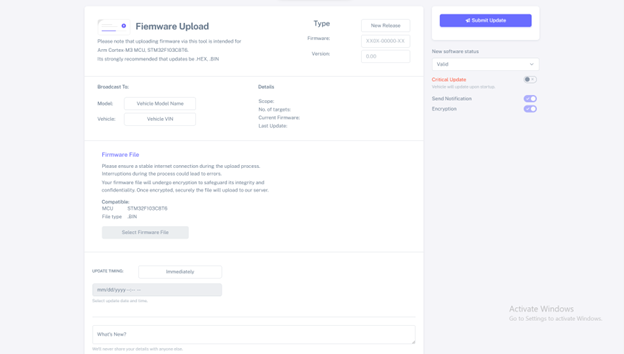 Fiemware Upload
Please note that uploading firmware via this tool is intended for
Arm Cortex-M3 MCU, STM32F103C8T6.
Its strongly recommended that updates be .HEX, .BIN
Type
New Release
Firmware:
XX0X-00000-XX
Version:
0.00
Broadcast To:
Model:
Vehicle Model Name
Vehicle:
Vehicle VIN
Details
Scope:
No. of targets:
Current Firmware:
Last Update:
Firmware File
Please ensure a stable internet connection during the upload process.
Interruptions during the process could lead to errors.
Your firmware file will undergo encryption to safeguard its integrity and
confidentiality. Once encrypted, securely the file will upload to our server.
Compatible:
MCU STM32F103C8T6
File type .BIN
Select Firmware File
UPDATE TIMING:
Immediately
mm/dd/yyyy --:-- --
Select update date and time.
What's New?
We'll never share your details with anyone else.
Submit Update
New software status
Valid
Critical Update
Vehicle will update upon startup.
Send Notification
Encryption
Activate Windows
Go to Settings to activate Windows.